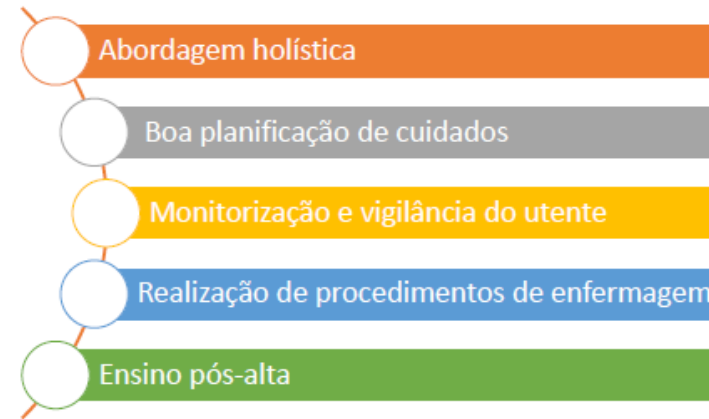 Abordagem holística
Boa planificação de cuidados
Monitorização e vigilância do utente
Realização de procedimentos de enfermagem
Ensino pós-alta